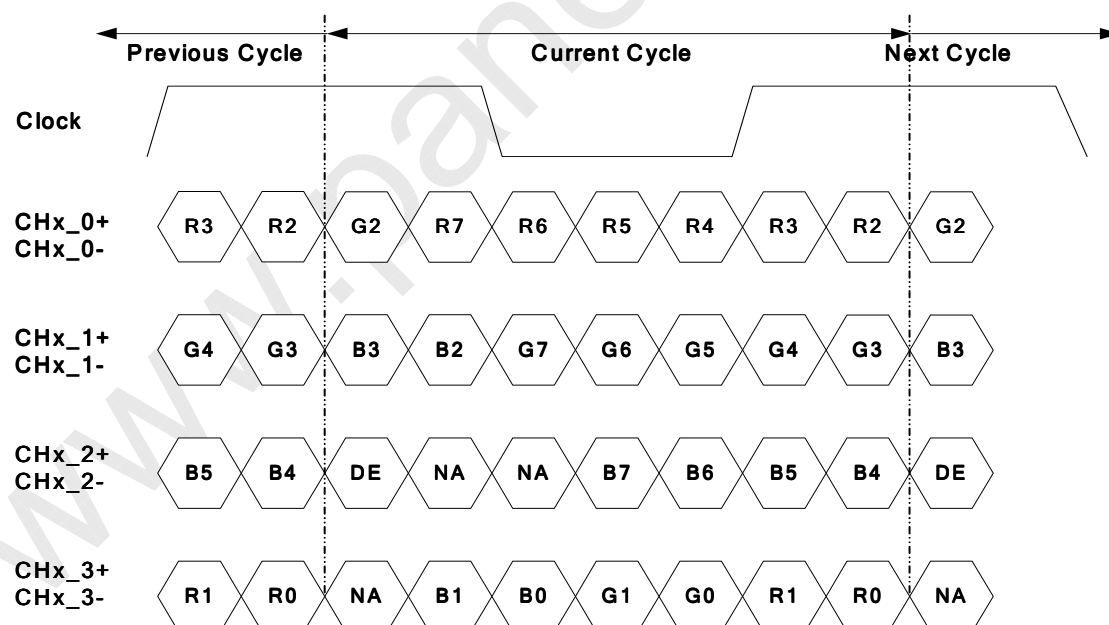 Previous Cycle Current Cycle Next Cycle
Clock
CHx_0+ R3 R2 G2 R7 R6 R5 R4 R3 R2 G2
CHx_0-
CHx_1+ G4 G3 B3 B2 G7 G6 G5 G4 G3 B3
CHx_1-
CHx_2+ B5 B4 DE NA NA B7 B6 B5 B4 DE
CHx_2-
CHx_3+ R1 R0 NA B1 B0 G1 G0 R1 R0 NA
CHx_3-